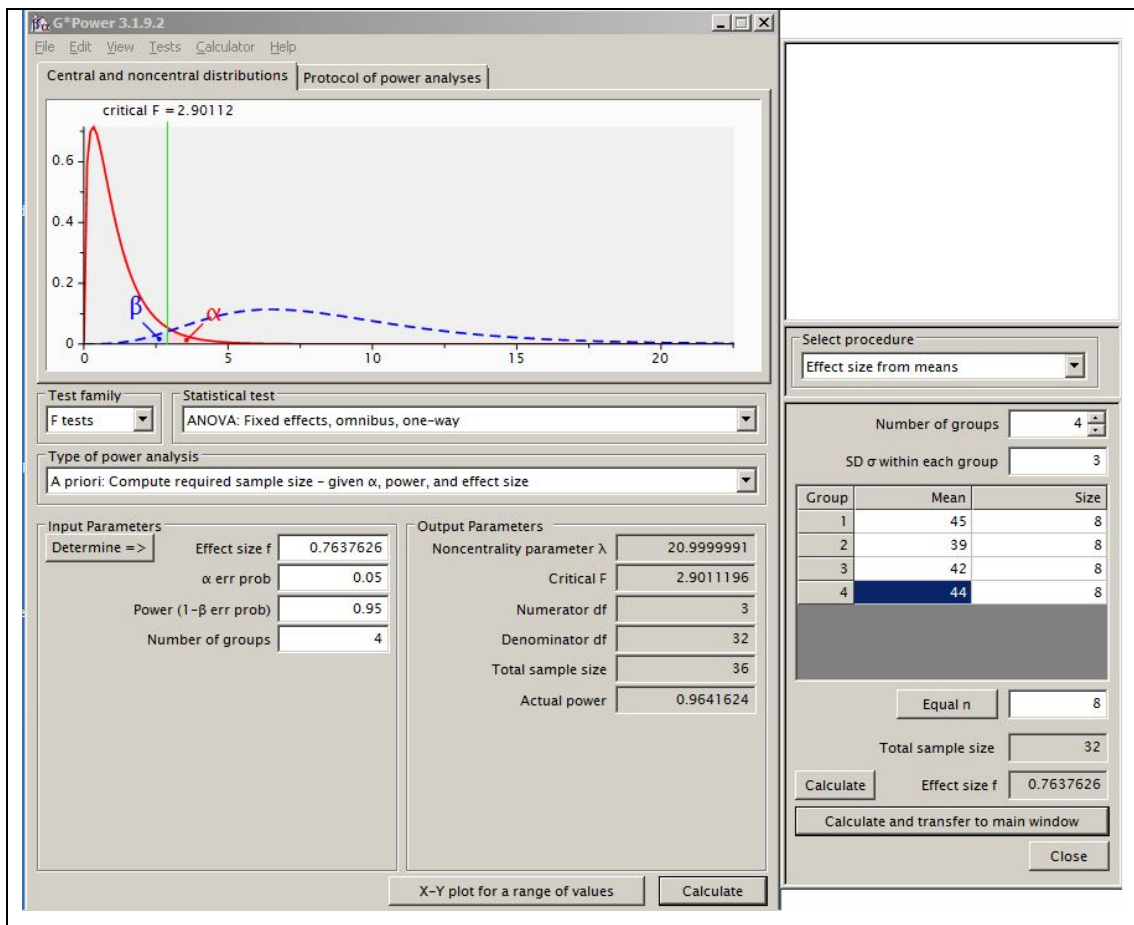 G*Power 3.1.9.2
File Edit View Tests Calculator Help
Central and noncentral distributions Protocol of power analyses
critical F = 2.90112
0.6
0.4
0.2
0
β
α
0 5 10 15 20
Test family
F tests
Statistical test
ANOVA: Fixed effects, omnibus, one-way
Type of power analysis
A priori: Compute required sample size – given α, power, and effect size
Input Parameters
Determine =>
Effect size f 0.7637626
α err prob 0.05
Power (1-β err prob) 0.95
Number of groups 4
Output Parameters
Noncentrality parameter λ 20.9999991
Critical F 2.9011196
Numerator df 3
Denominator df 32
Total sample size 36
Actual power 0.9641624
X-Y plot for a range of values Calculate
Select procedure
Effect size from means
Number of groups 4
SD σ within each group 3
Group Mean Size
1 45 8
2 39 8
3 42 8
4 44 8
Equal n 8
Total sample size 32
Calculate Effect size f 0.7637626
Calculate and transfer to main window
Close